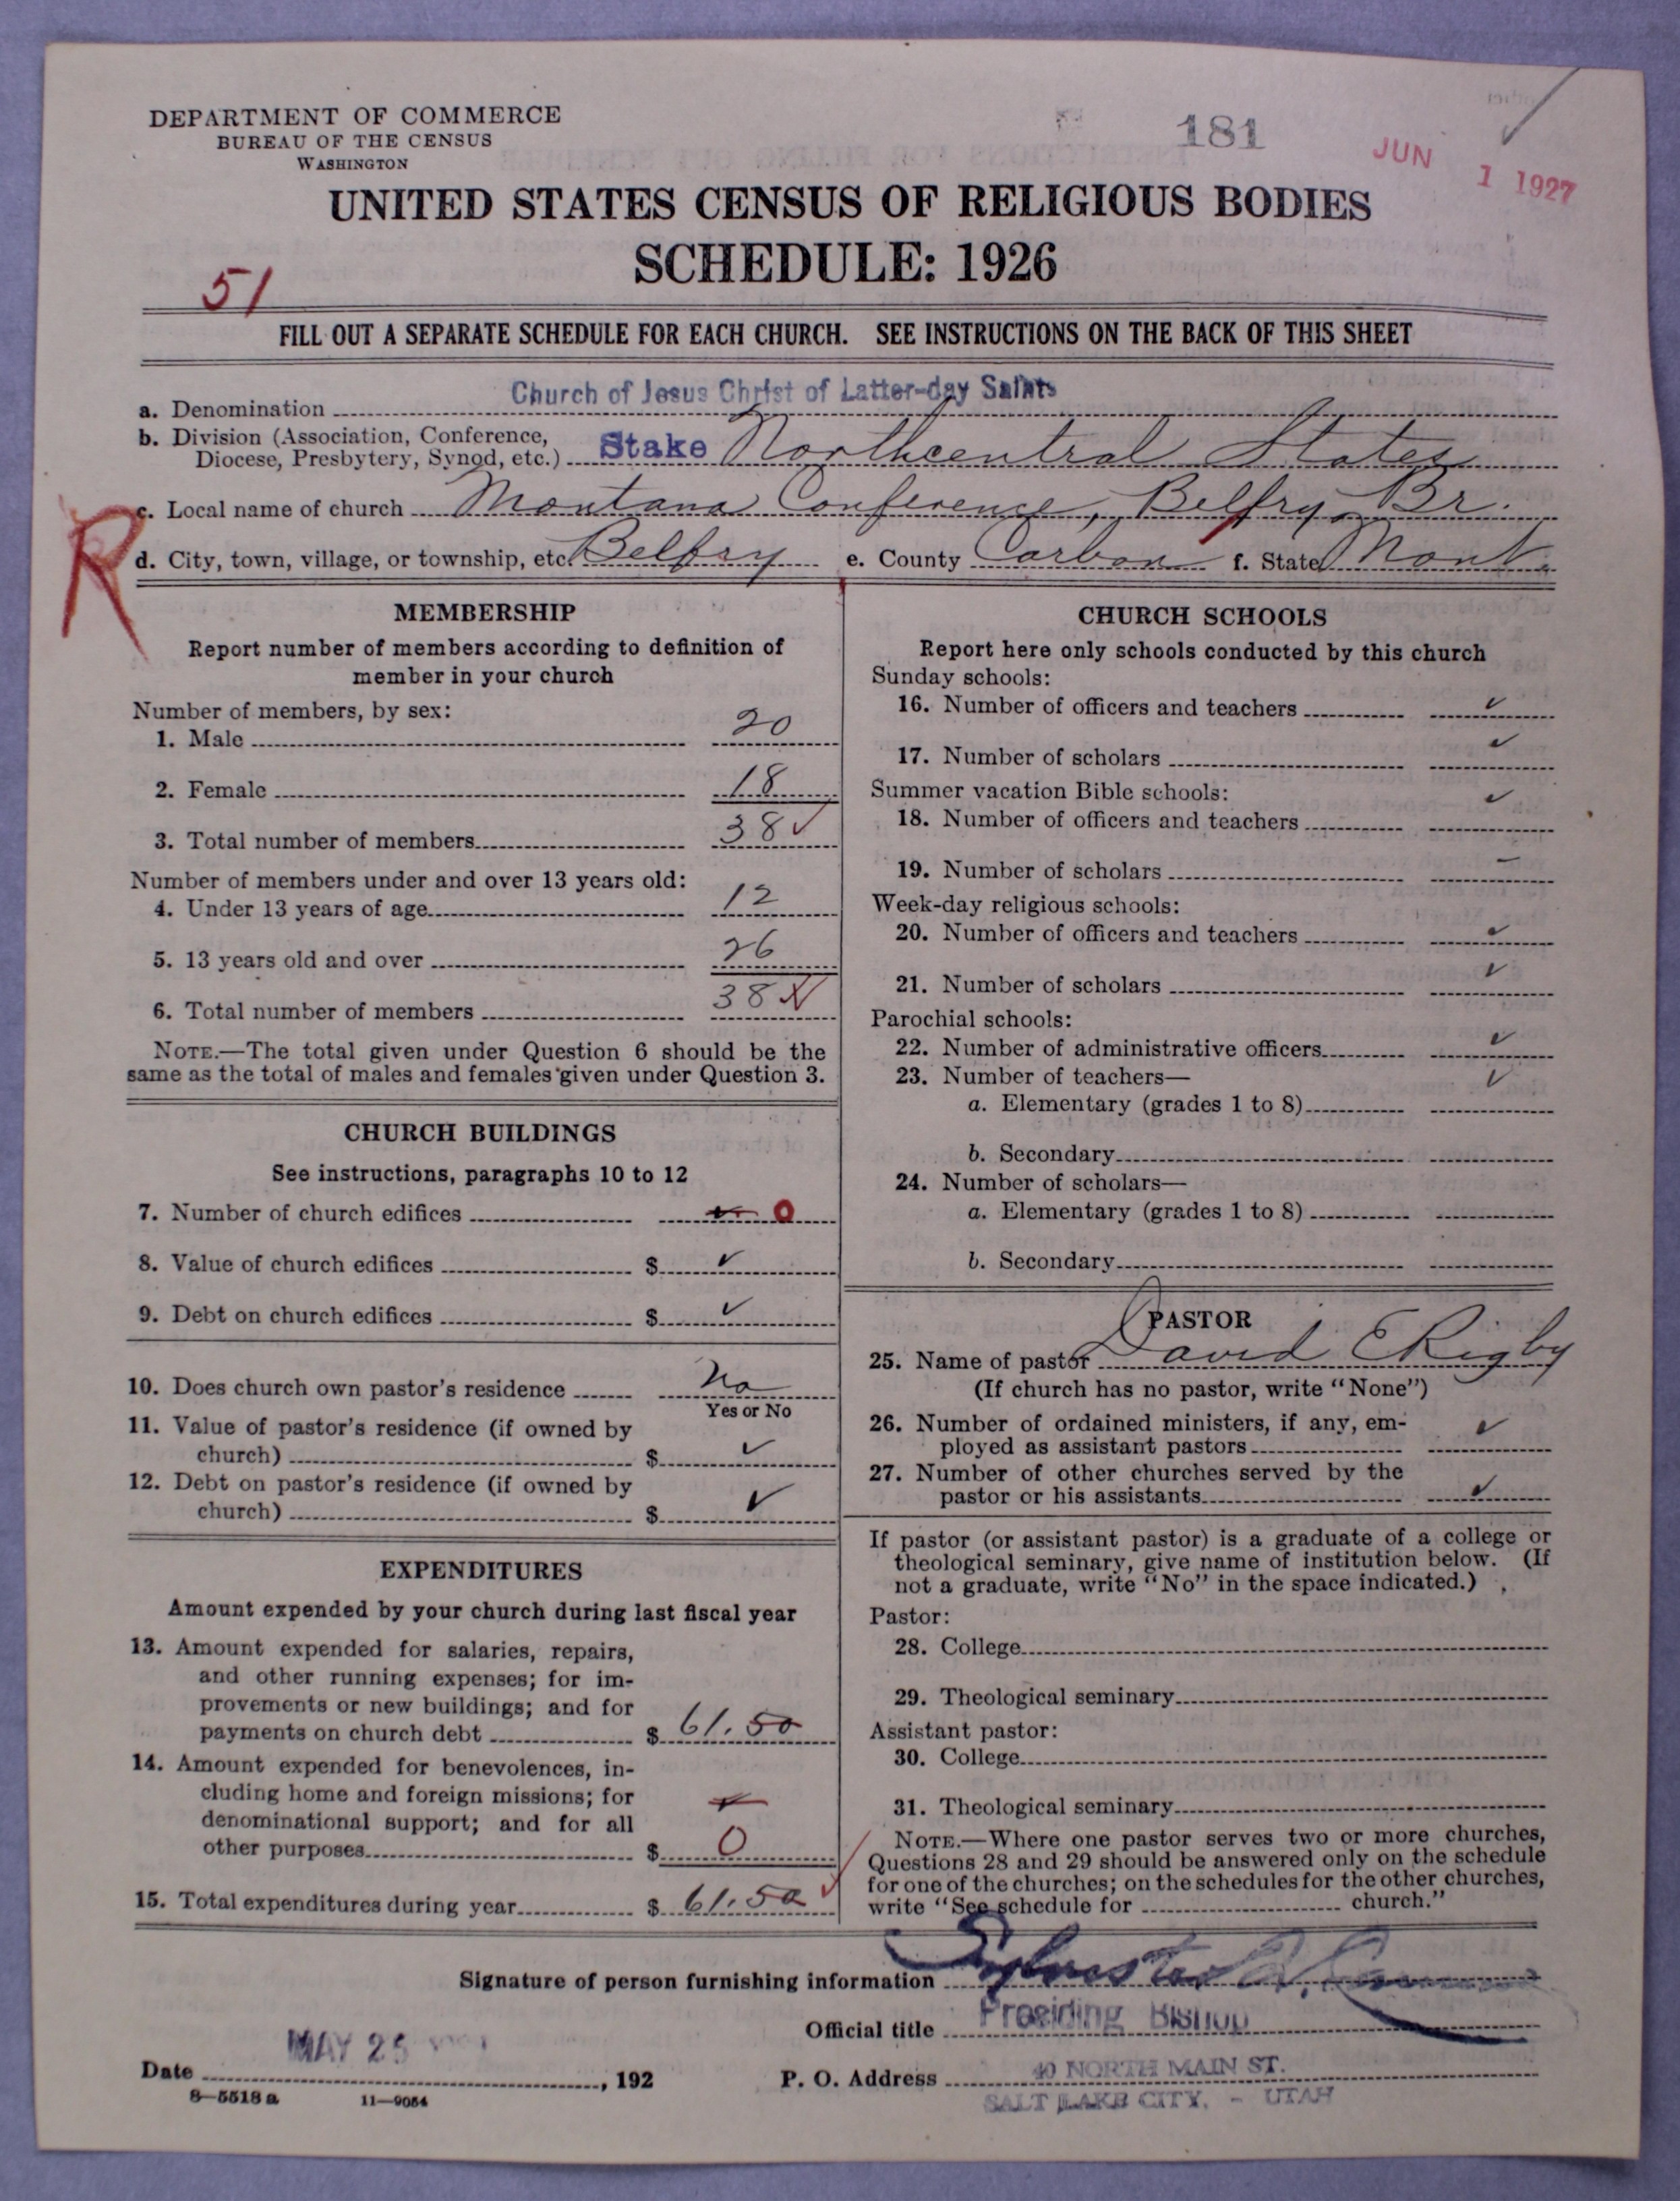 DEPARTMENT OF COMMERCE
BUREAU OF THE CENSUS
WASHINGTON
181
JUN 1 1927
UNITED STATES CENSUS OF RELIGIOUS BODIES
SCHEDULE: 1926
51
FILL OUT A SEPARATE SCHEDULE FOR EACH CHURCH. SEE INSTRUCTIONS ON THE BACK OF THIS SHEET
a. Denomination Church of Jesus Christ of Latter-day Saints
b. Division (Association, Conference,
Diocese, Presbytery, Synod, etc.) Stake Northcentral States
R
c. Local name of church Montana Conference, Belfry Br.
d. City, town, village, or township, etc. Belfry e. County Carbon f. State Mont.
MEMBERSHIP
Report number of members according to definition of
member in your church
Number of members, by sex:
1. Male 20
2. Female 18
3. Total number of members 38 ✓
Number of members under and over 13 years old:
4. Under 13 years of age 12
5. 13 years old and over 26
6. Total number of members 38 ✓
NOTE.—The total given under Question 6 should be the
same as the total of males and females given under Question 3.
CHURCH BUILDINGS
See instructions, paragraphs 10 to 12
7. Number of church edifices 0
8. Value of church edifices $ ✓
9. Debt on church edifices $ ✓
10. Does church own pastor's residence No
Yes or No
11. Value of pastor's residence (if owned by
church) $ ✓
12. Debt on pastor's residence (if owned by
church) $ ✓
EXPENDITURES
Amount expended by your church during last fiscal year
13. Amount expended for salaries, repairs,
and other running expenses; for im-
provements or new buildings; and for
payments on church debt $ 61.50
14. Amount expended for benevolences, in-
cluding home and foreign missions; for
denominational support; and for all
other purposes $ 0
15. Total expenditures during year $ 61.50 ✓
CHURCH SCHOOLS
Report here only schools conducted by this church
Sunday schools:
16. Number of officers and teachers ✓
17. Number of scholars ✓
Summer vacation Bible schools:
18. Number of officers and teachers ✓
19. Number of scholars –
Week-day religious schools:
20. Number of officers and teachers ✓
21. Number of scholars ✓
Parochial schools:
22. Number of administrative officers ✓
23. Number of teachers— ✓
a. Elementary (grades 1 to 8)
b. Secondary
24. Number of scholars—
a. Elementary (grades 1 to 8)
b. Secondary
PASTOR
25. Name of pastor David E Rigby
(If church has no pastor, write "None")
26. Number of ordained ministers, if any, em-
ployed as assistant pastors ✓
27. Number of other churches served by the
pastor or his assistants ✓
If pastor (or assistant pastor) is a graduate of a college or
theological seminary, give name of institution below. (If
not a graduate, write "No" in the space indicated.)
Pastor:
28. College
29. Theological seminary
Assistant pastor:
30. College
31. Theological seminary
NOTE.—Where one pastor serves two or more churches,
Questions 28 and 29 should be answered only on the schedule
for one of the churches; on the schedules for the other churches,
write "See schedule for church."
Signature of person furnishing information Sylvester Q. Cannon
Official title Presiding Bishop
Date MAY 25, 192
P. O. Address 40 NORTH MAIN ST.
SALT LAKE CITY, - UTAH
8—5518 a 11—9054